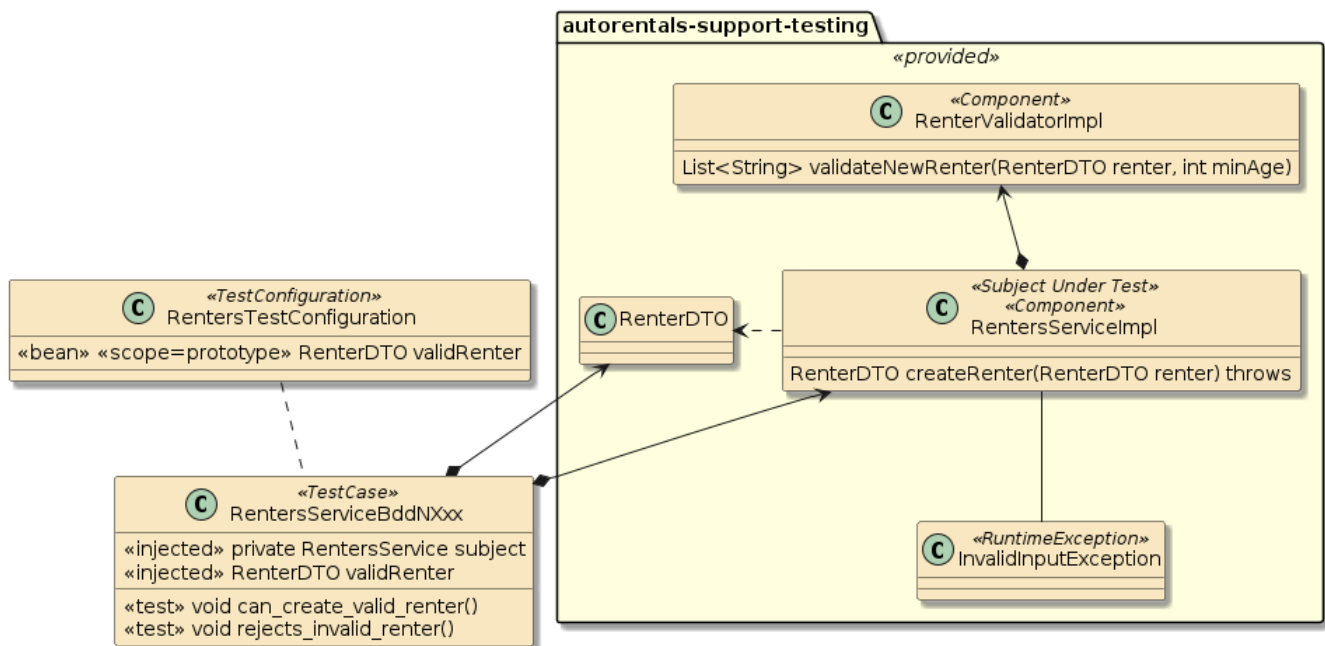 autorentals-support-testing
«provided»
«Component»
C RenterValidatorImpl
List<String> validateNewRenter(RenterDTO renter, int minAge)
«TestConfiguration»
C RentersTestConfiguration
«bean» «scope=prototype» RenterDTO validRenter
C RenterDTO
«Subject Under Test»
«Component»
C RentersServiceImpl
RenterDTO createRenter(RenterDTO renter) throws
«TestCase»
C RentersServiceBddNXxx
«injected» private RentersService subject
«injected» RenterDTO validRenter
«test» void can_create_valid_renter()
«test» void rejects_invalid_renter()
«RuntimeException»
C InvalidInputException